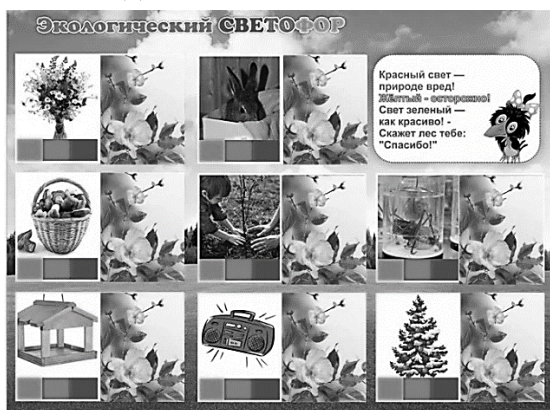 Экологический СВЕТОФОР
Красный свет —
природе вред!
Жёлтый - осторожно!
Свет зеленый —
как красиво! -
Скажет лес тебе:
"Спасибо!"